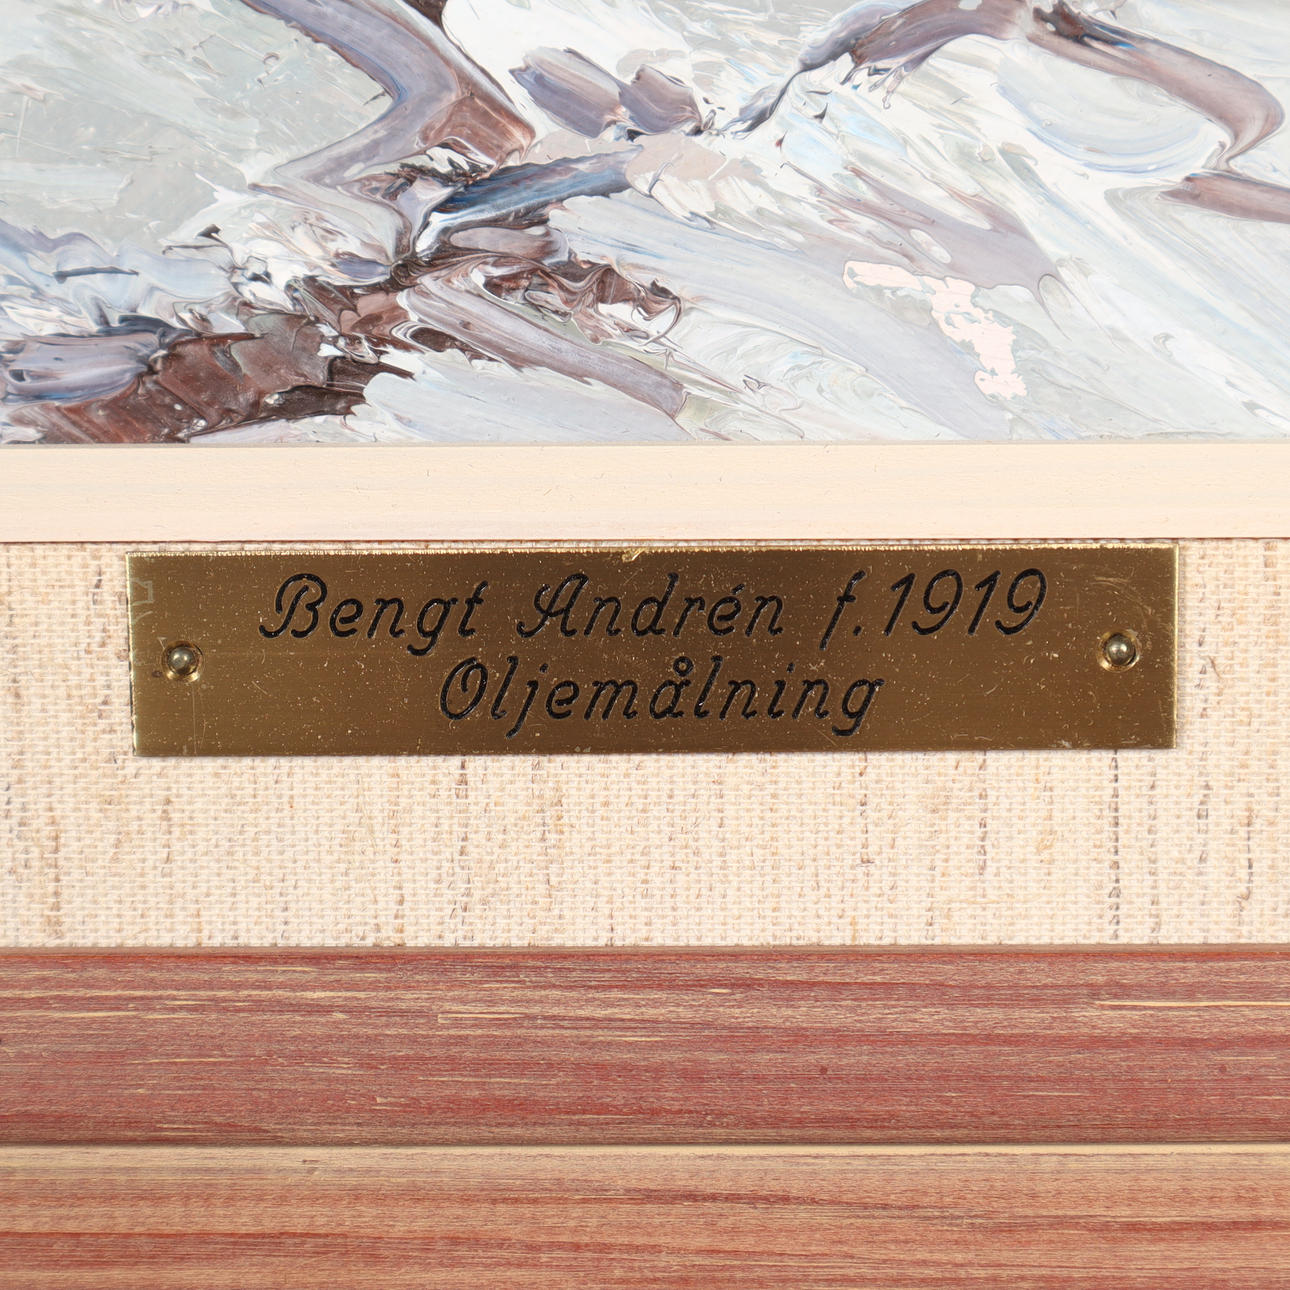 Bengt Andrén f. 1919
Oljemålning